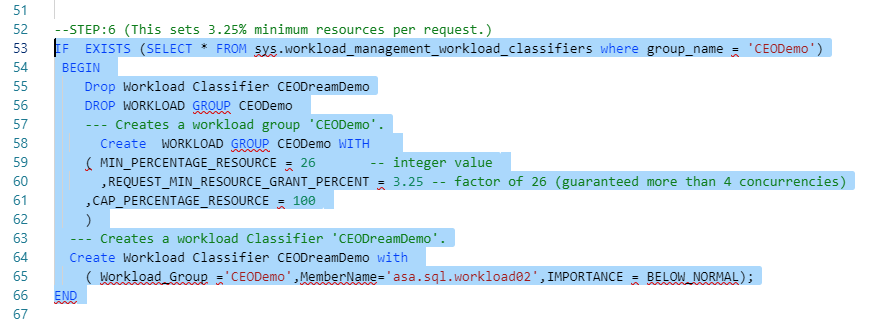 51
52 --STEP:6 (This sets 3.25% minimum resources per request.)
53 IF  EXISTS (SELECT * FROM sys.workload_management_workload_classifiers where group_name = 'CEODemo')
54 BEGIN
55 Drop Workload Classifier CEODreamDemo
56 DROP WORKLOAD GROUP CEODemo
57 --- Creates a workload group 'CEODemo'.
58 Create  WORKLOAD GROUP CEODemo WITH
59 ( MIN_PERCENTAGE_RESOURCE = 26       -- integer value
60 ,REQUEST_MIN_RESOURCE_GRANT_PERCENT = 3.25 -- factor of 26 (guaranteed more than 4 concurrencies)
61 ,CAP_PERCENTAGE_RESOURCE = 100
62 )
63 --- Creates a workload Classifier 'CEODreamDemo'.
64 Create Workload Classifier CEODreamDemo with
65 ( Workload_Group ='CEODemo',MemberName='asa.sql.workload02',IMPORTANCE = BELOW_NORMAL);
66 END
67